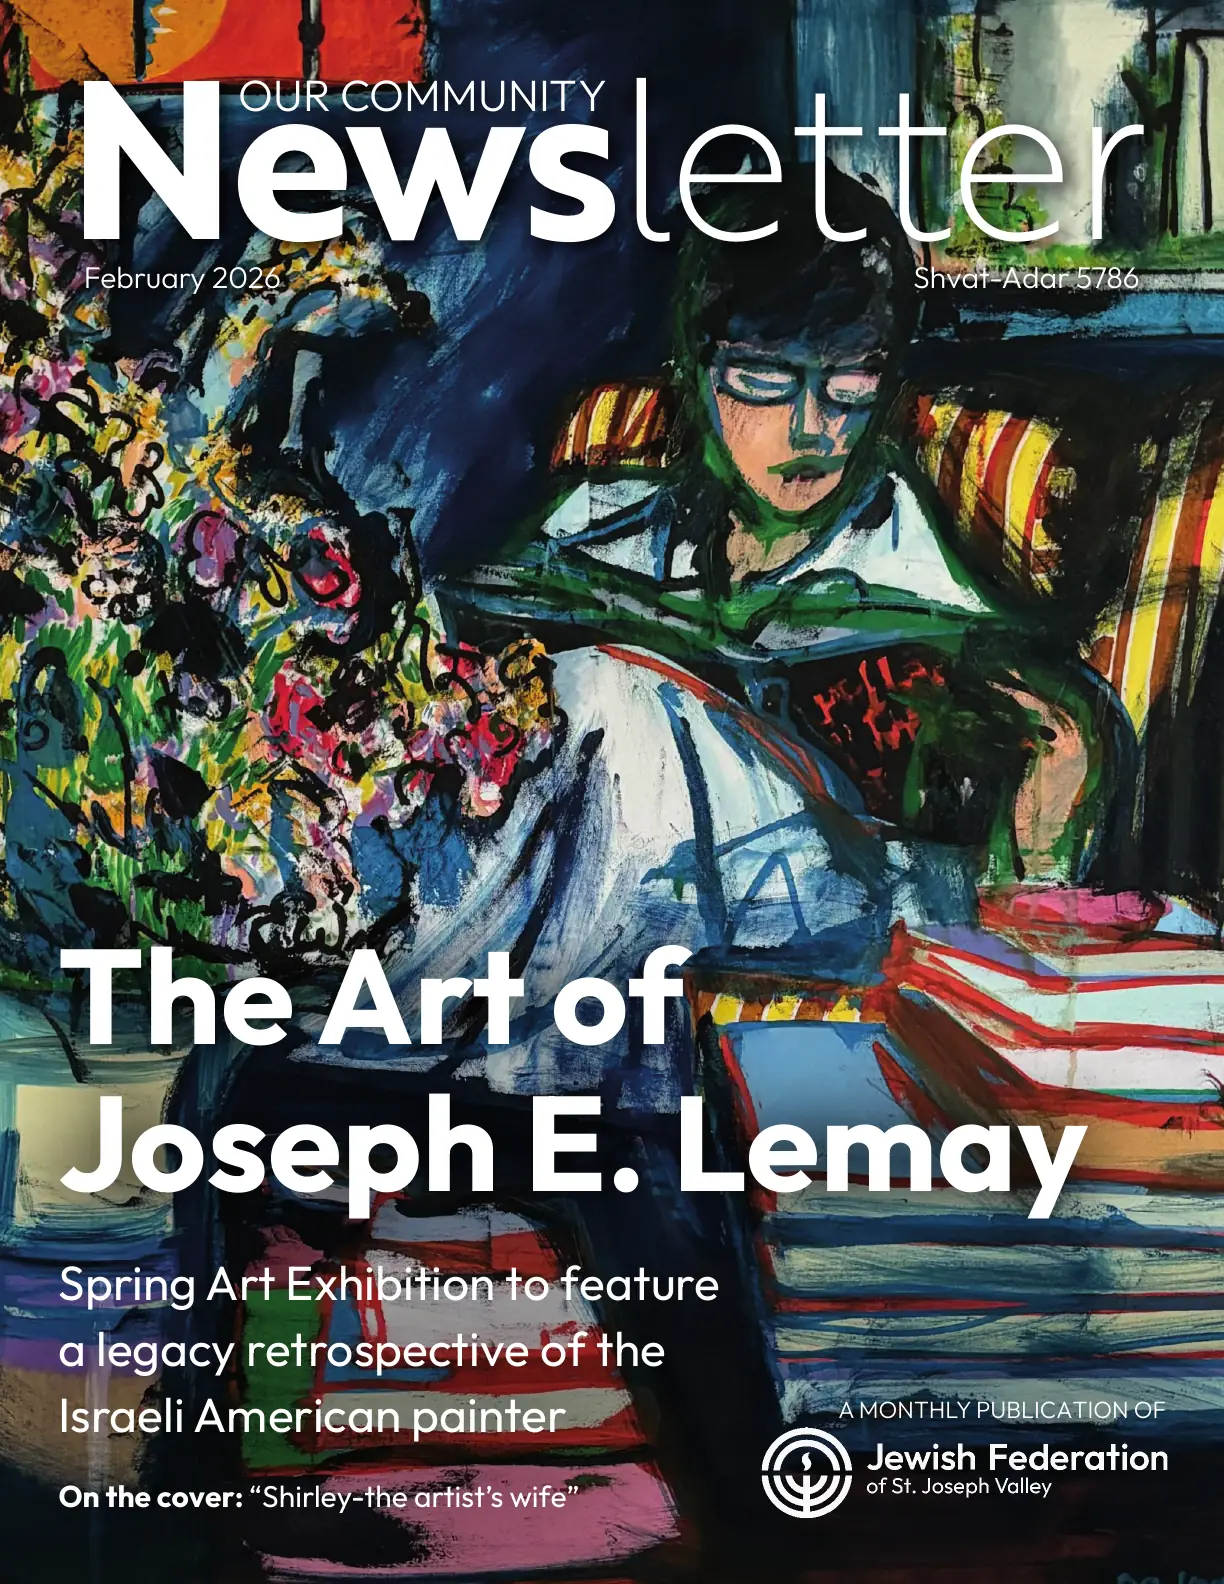 OUR COMMUNITY
Newsletter
February 2026
Shvat-Adar 5786
The Art of
Joseph E. Lemay
Spring Art Exhibition to feature
a legacy retrospective of the
Israeli American painter
On the cover: “Shirley-the artist’s wife”
A MONTHLY PUBLICATION OF
Jewish Federation
of St. Joseph Valley